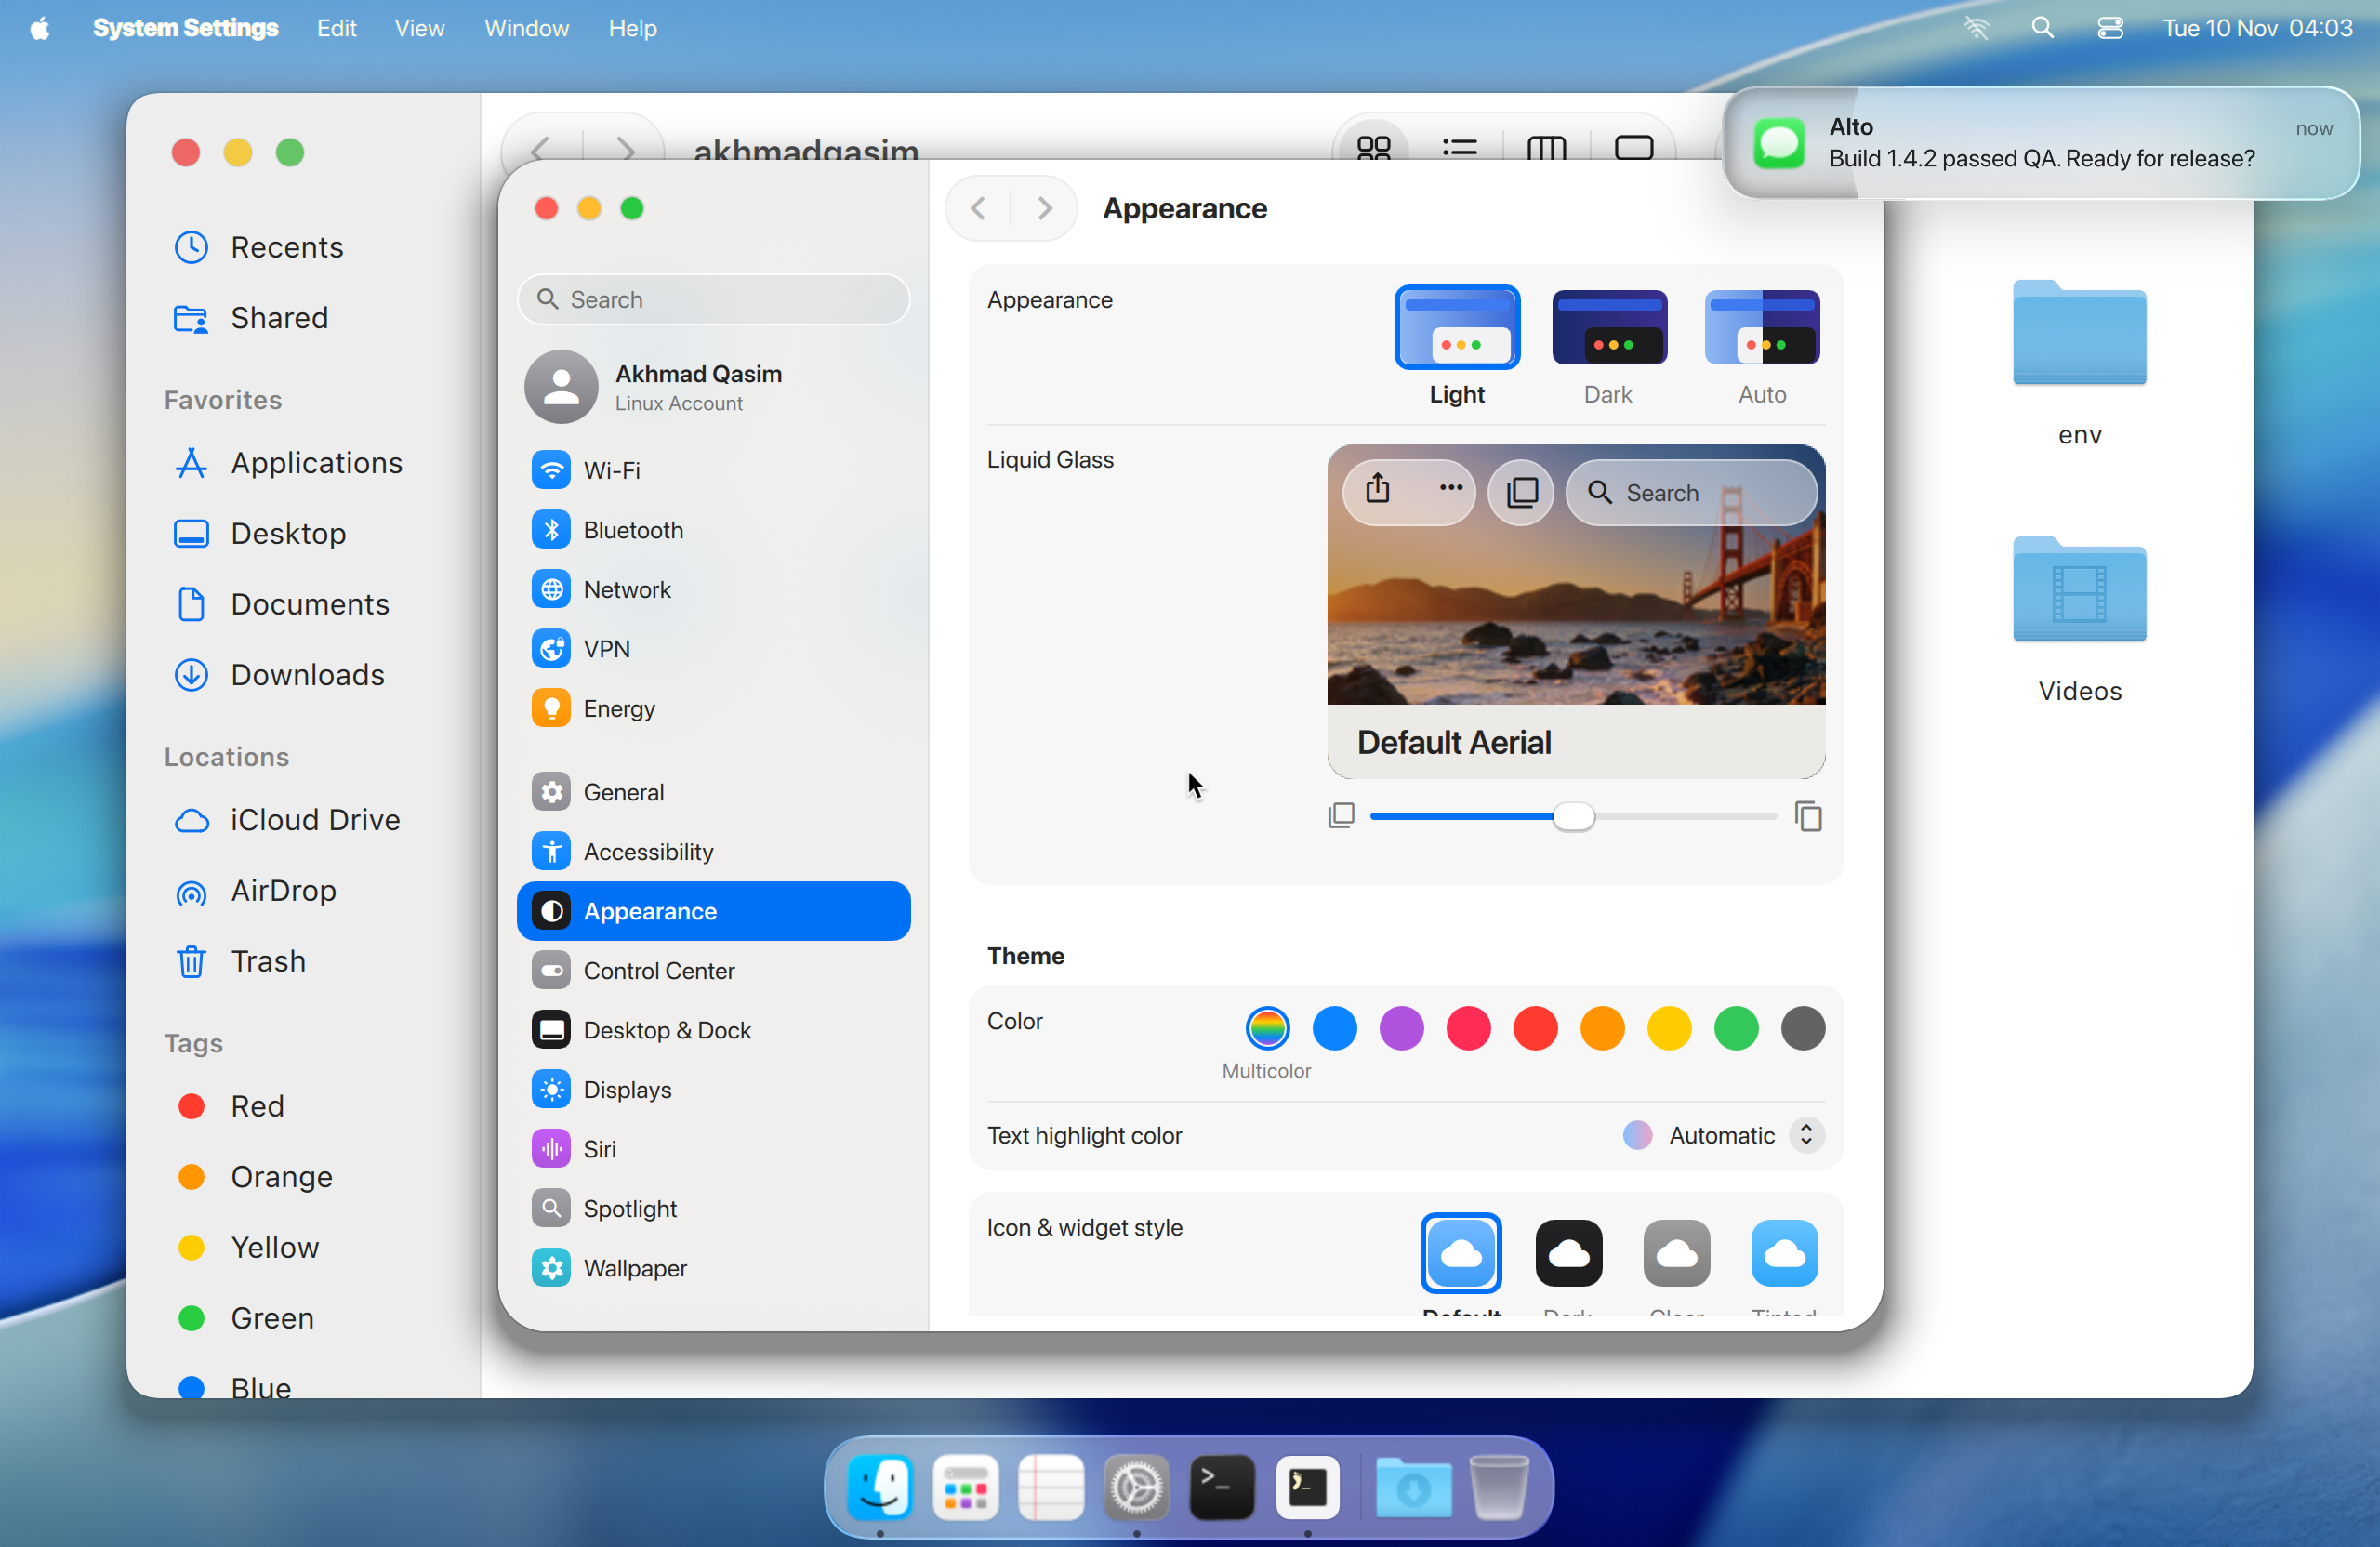 System Settings Edit View Window Help Tue 10 Nov 04:03
akhmadqasim
Alto now
Build 1.4.2 passed QA. Ready for release?
Recents
Shared
Favorites
Applications
Desktop
Documents
Downloads
Locations
iCloud Drive
AirDrop
Trash
Tags
Red
Orange
Yellow
Green
Blue
Search
Akhmad Qasim
Linux Account
Wi-Fi
Bluetooth
Network
VPN
Energy
General
Accessibility
Appearance
Control Center
Desktop & Dock
Displays
Siri
Spotlight
Wallpaper
Appearance
Appearance
Light Dark Auto
Liquid Glass
Search
Default Aerial
Theme
Color
Multicolor
Text highlight color Automatic
Icon & widget style
Default Dark Clear Tinted
env
Videos